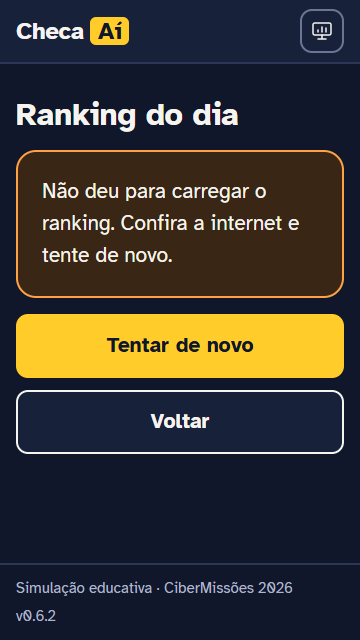 Checa Aí
Ranking do dia
Não deu para carregar o
ranking. Confira a internet e
tente de novo.
Tentar de novo
Voltar
Simulação educativa · CiberMissões 2026
v0.6.2